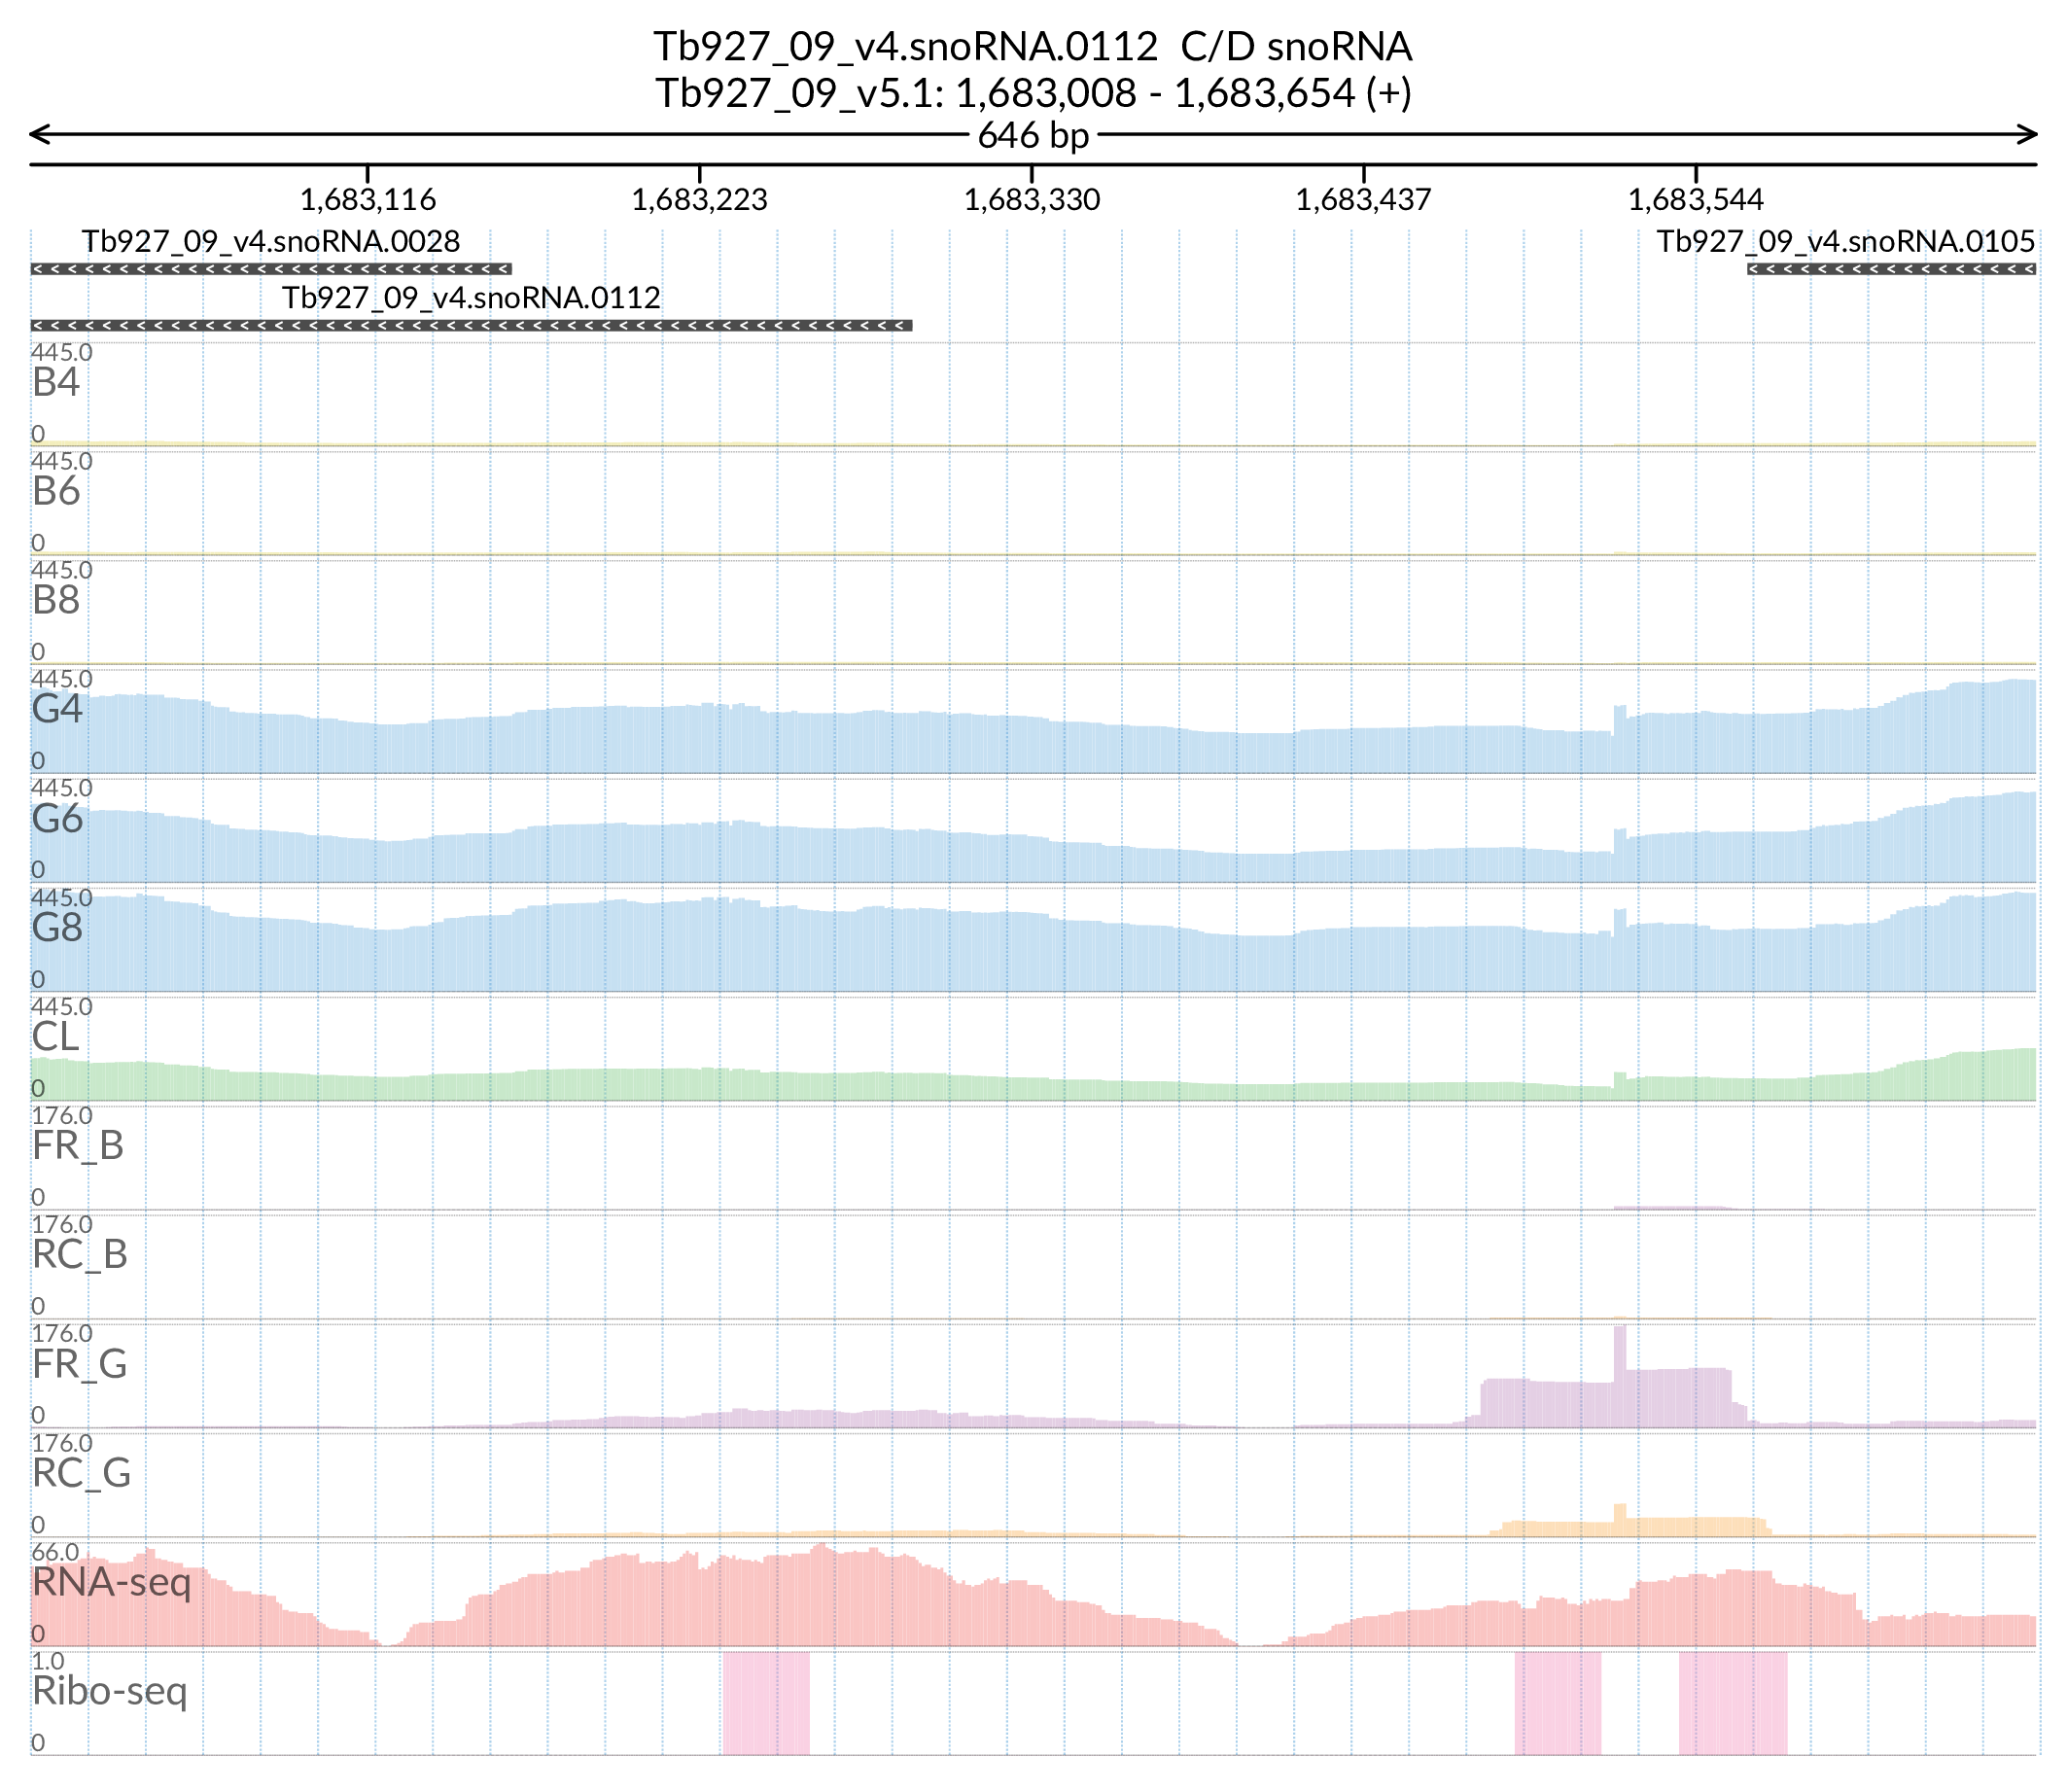 Tb927_09_v4.snoRNA.0112 C/D snoRNA
Tb927_09_v5.1: 1,683,008 - 1,683,654 (+)
646 bp
1,683,116 1,683,223 1,683,330 1,683,437 1,683,544
Tb927_09_v4.snoRNA.0028 Tb927_09_v4.snoRNA.0105
Tb927_09_v4.snoRNA.0112
445.0
B4
0
445.0
B6
0
445.0
B8
0
445.0
G4
0
445.0
G6
0
445.0
G8
0
445.0
CL
0
176.0
FR_B
0
176.0
RC_B
0
176.0
FR_G
0
176.0
RC_G
0
66.0
RNA-seq
0
1.0
Ribo-seq
0